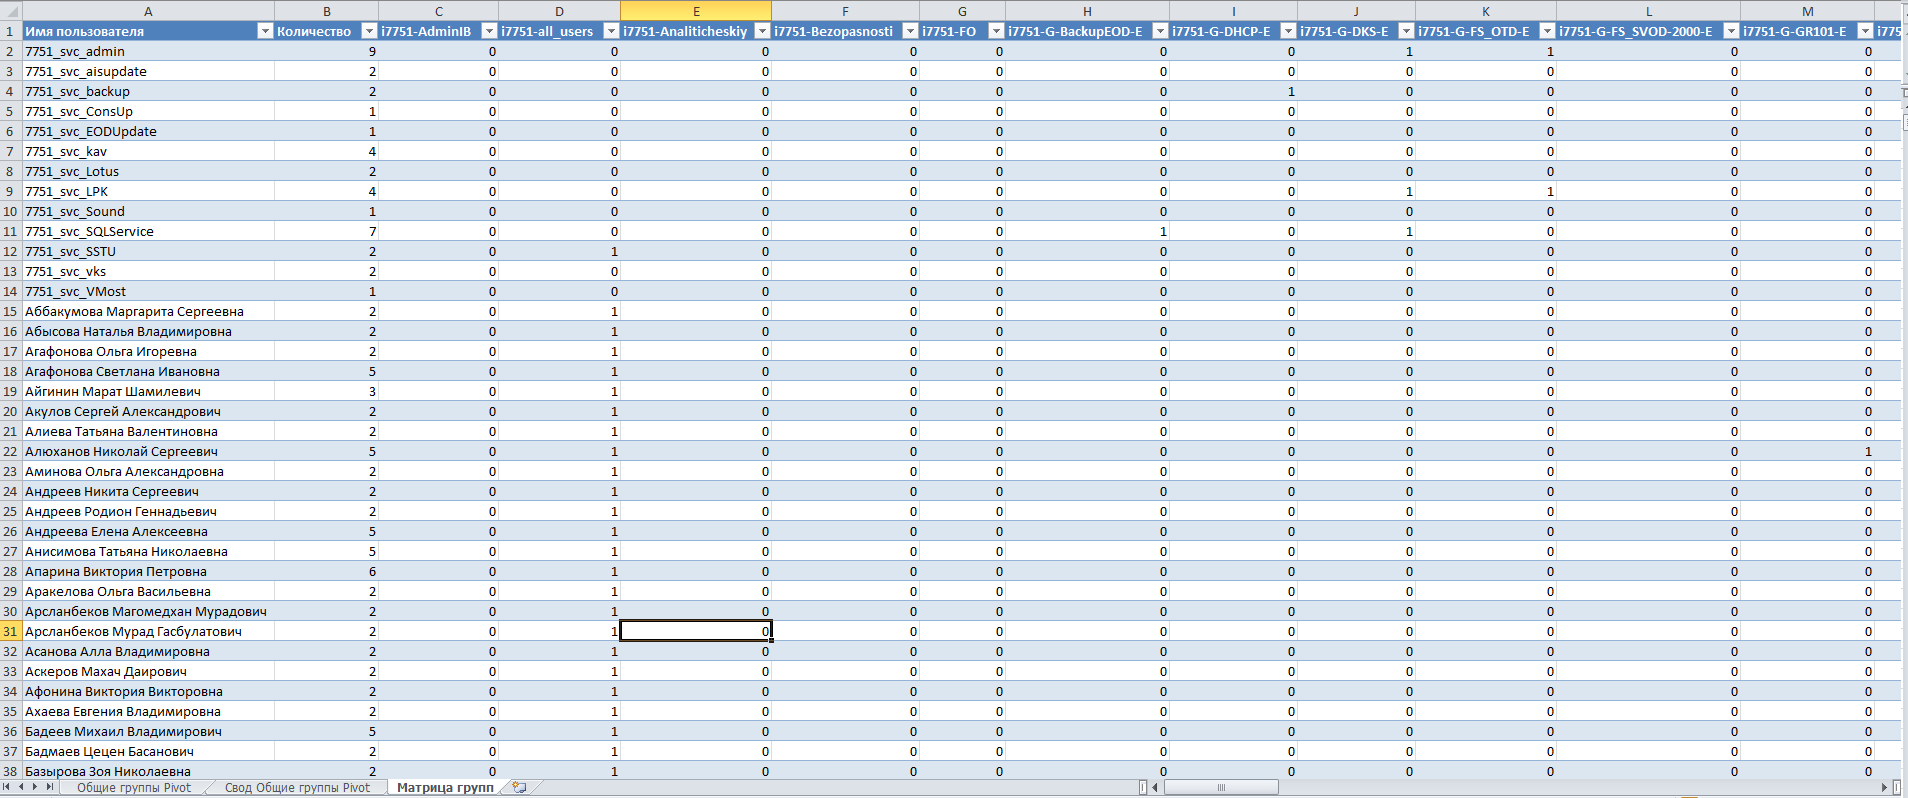 A B C D E F G H I J K L M
1 Имя пользователя Количество i7751-AdminIB i7751-all_users i7751-Analiticheskiy i7751-Bezopasnosti i7751-FO i7751-G-BackupEOD-E i7751-G-DHCP-E i7751-G-DKS-E i7751-G-FS_OTD-E i7751-G-FS_SVOD-2000-E i7751-G-GR101-E i775
2 7751_svc_admin 9 0 0 0 0 0 0 0 1 1 0 0
3 7751_svc_aisupdate 2 0 0 0 0 0 0 0 0 0 0 0
4 7751_svc_backup 2 0 0 0 0 0 0 1 0 0 0 0
5 7751_svc_ConsUp 1 0 0 0 0 0 0 0 0 0 0 0
6 7751_svc_EODUpdate 1 0 0 0 0 0 0 0 0 0 0 0
7 7751_svc_kav 4 0 0 0 0 0 0 0 0 0 0 0
8 7751_svc_Lotus 2 0 0 0 0 0 0 0 0 0 0 0
9 7751_svc_LPK 4 0 0 0 0 0 0 0 1 1 0 0
10 7751_svc_Sound 1 0 0 0 0 0 0 0 0 0 0 0
11 7751_svc_SQLService 7 0 0 0 0 0 1 0 1 0 0 0
12 7751_svc_SSTU 2 0 1 0 0 0 0 0 0 0 0 0
13 7751_svc_vks 2 0 0 0 0 0 0 0 0 0 0 0
14 7751_svc_VMost 1 0 0 0 0 0 0 0 0 0 0 0
15 Аббакумова Маргарита Сергеевна 2 0 1 0 0 0 0 0 0 0 0 0
16 Абысова Наталья Владимировна 2 0 1 0 0 0 0 0 0 0 0 0
17 Агафонова Ольга Игоревна 2 0 1 0 0 0 0 0 0 0 0 0
18 Агафонова Светлана Ивановна 5 0 1 0 0 0 0 0 0 0 0 0
19 Айгинин Марат Шамилевич 3 0 1 0 0 0 0 0 0 0 0 0
20 Акулов Сергей Александрович 2 0 1 0 0 0 0 0 0 0 0 0
21 Алиева Татьяна Валентиновна 2 0 1 0 0 0 0 0 0 0 0 0
22 Алюханов Николай Сергеевич 5 0 1 0 0 0 0 0 0 0 0 1
23 Аминова Ольга Александровна 2 0 1 0 0 0 0 0 0 0 0 0
24 Андреев Никита Сергеевич 2 0 1 0 0 0 0 0 0 0 0 0
25 Андреев Родион Геннадьевич 2 0 1 0 0 0 0 0 0 0 0 0
26 Андреева Елена Алексеевна 5 0 1 0 0 0 0 0 0 0 0 0
27 Анисимова Татьяна Николаевна 5 0 1 0 0 0 0 0 0 0 0 0
28 Апарина Виктория Петровна 6 0 1 0 0 0 0 0 0 0 0 0
29 Аракелова Ольга Васильевна 2 0 1 0 0 0 0 0 0 0 0 0
30 Арсланбеков Магомедхан Мурадович 2 0 1 0 0 0 0 0 0 0 0 0
31 Арсланбеков Мурад Гасбулатович 2 0 1 0 0 0 0 0 0 0 0 0
32 Асанова Алла Владимировна 2 0 1 0 0 0 0 0 0 0 0 0
33 Аскеров Махач Даирович 2 0 1 0 0 0 0 0 0 0 0 0
34 Афонина Виктория Викторовна 2 0 1 0 0 0 0 0 0 0 0 0
35 Ахаева Евгения Владимировна 2 0 1 0 0 0 0 0 0 0 0 0
36 Бадеев Михаил Владимирович 5 0 1 0 0 0 0 0 0 0 0 0
37 Бадмаев Цецен Басанович 2 0 1 0 0 0 0 0 0 0 0 0
38 Базырова Зоя Николаевна 2 0 1 0 0 0 0 0 0 0 0 0
Общие группы Pivot Свод Общие группы Pivot Матрица групп